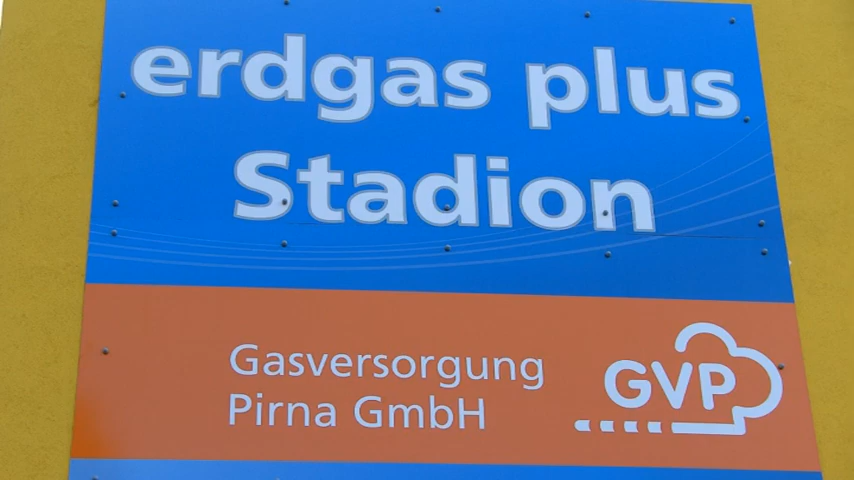 erdgas plus
Stadion
Gasversorgung
Pirna GmbH
GVP